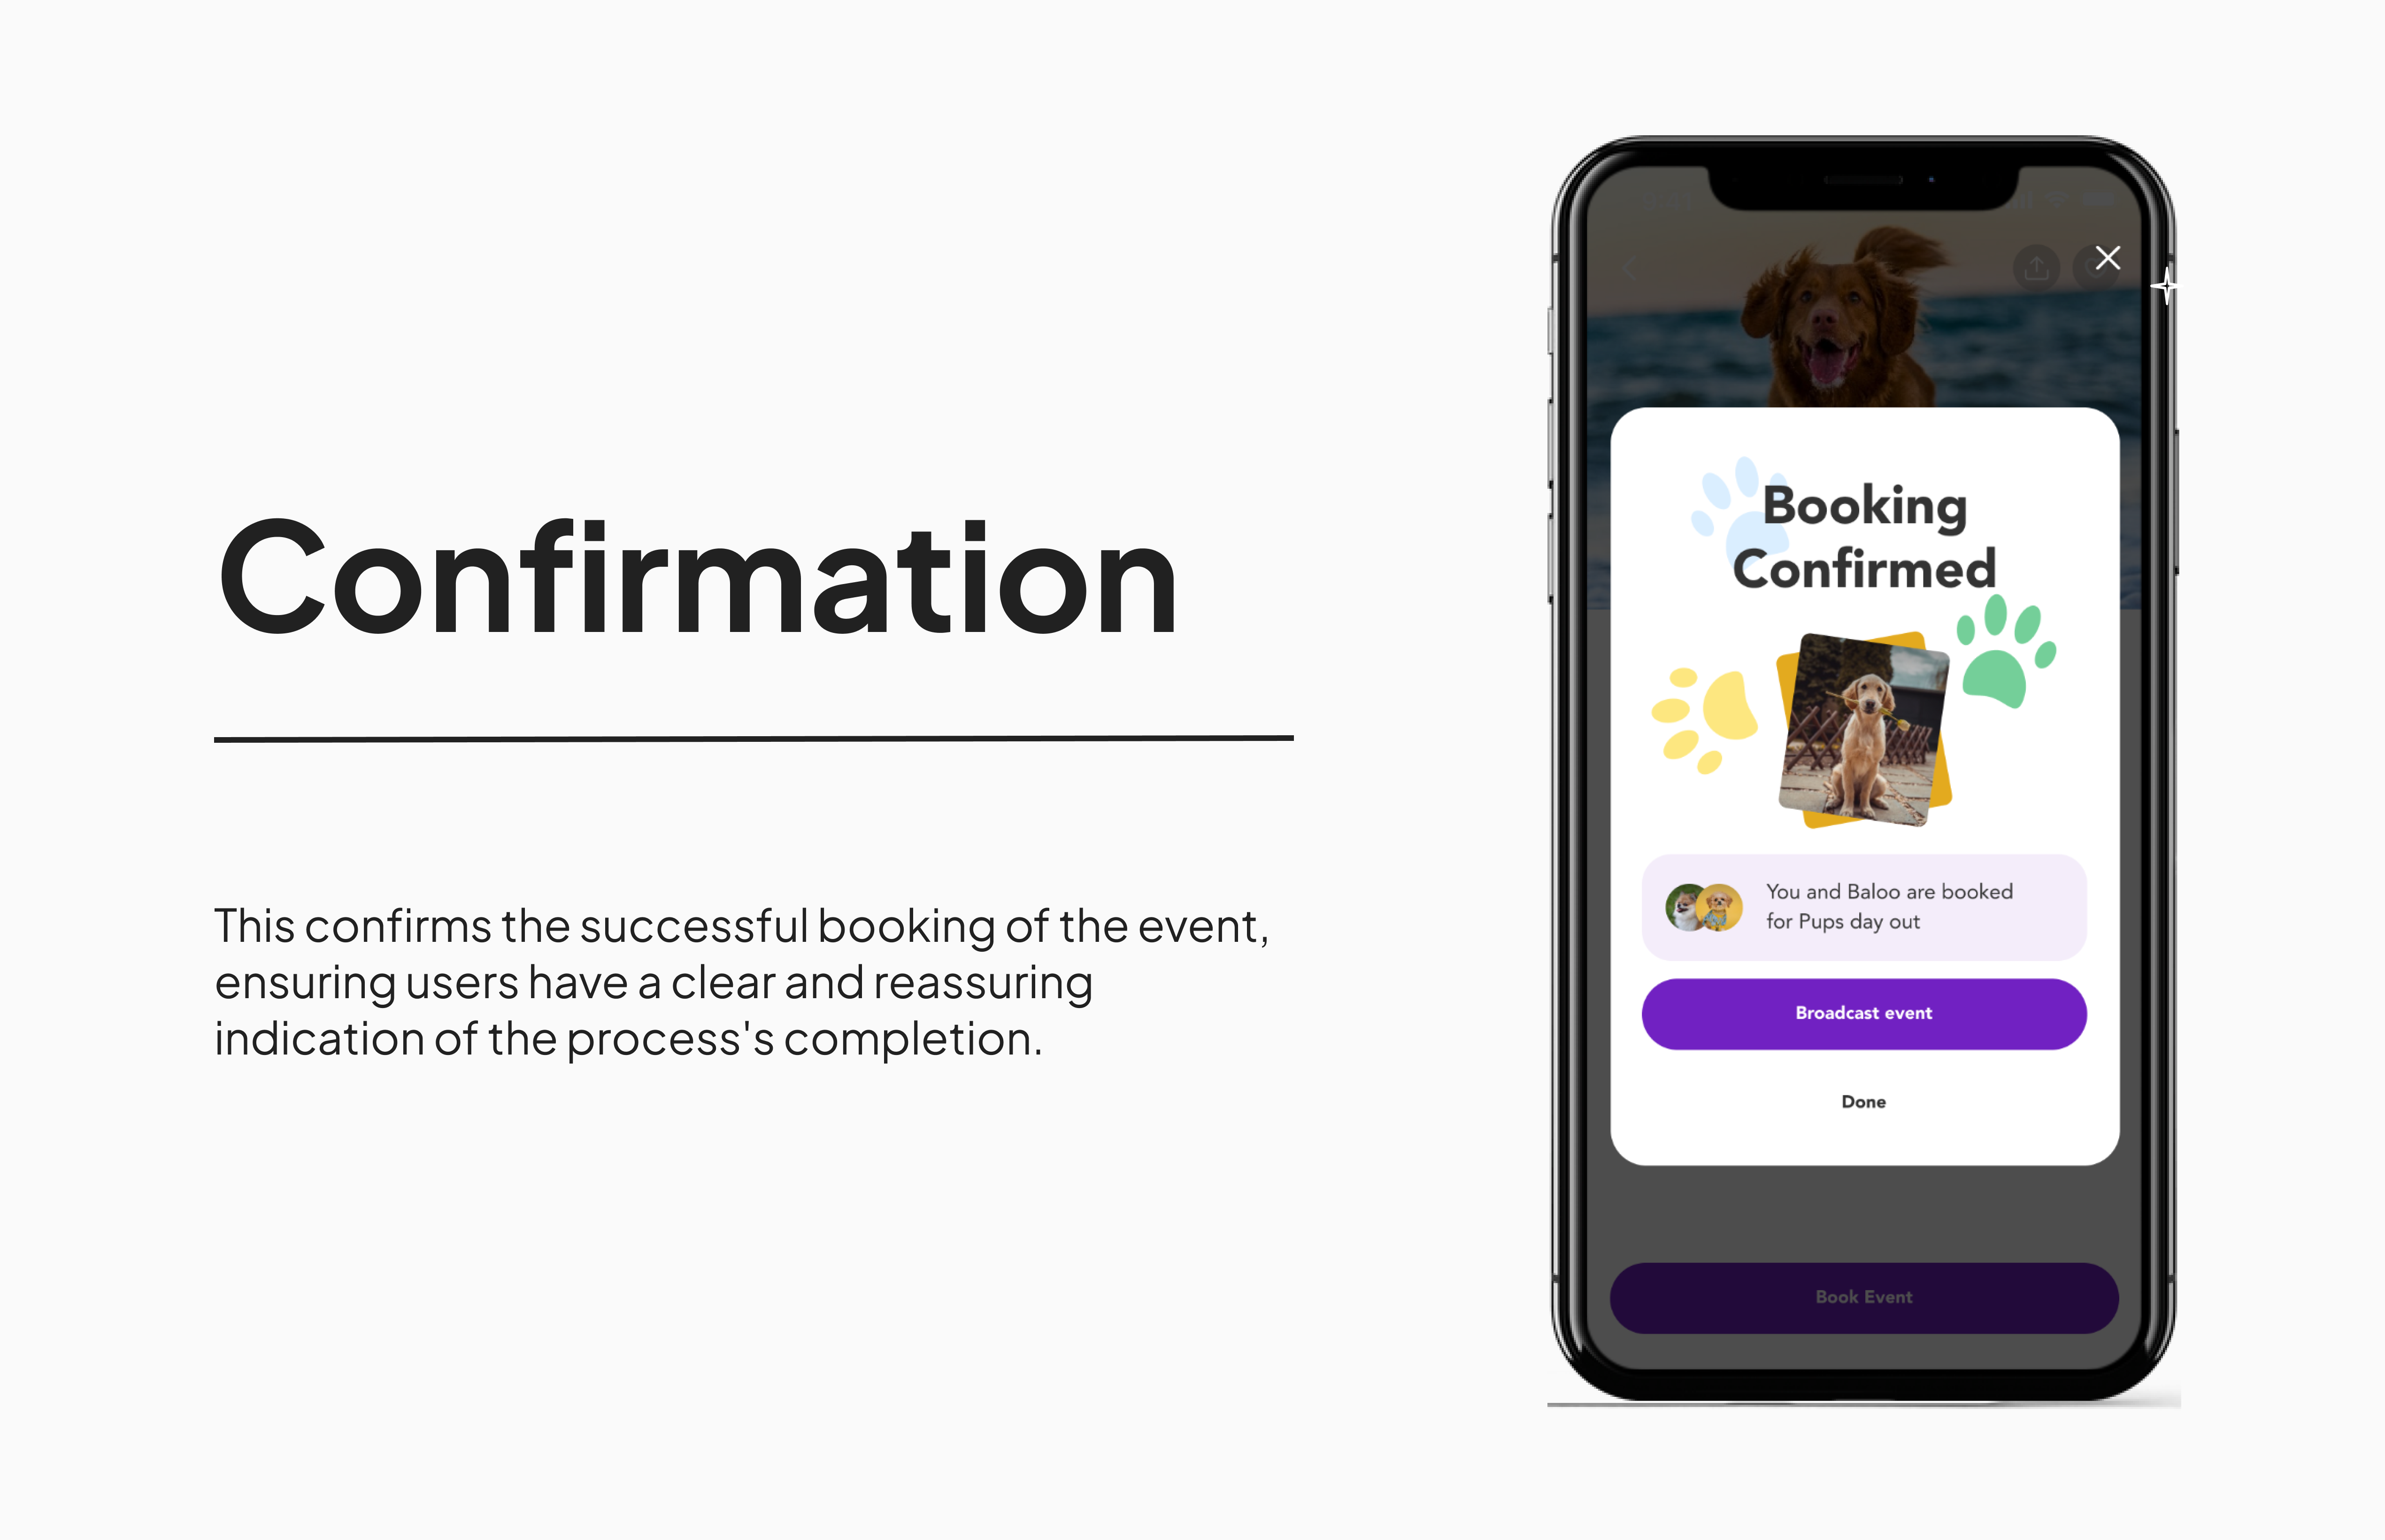 Confirmation
This confirms the successful booking of the event,
ensuring users have a clear and reassuring
indication of the process's completion.
Booking
Confirmed
You and Baloo are booked
for Pups day out
Broadcast event
Done
Book Event